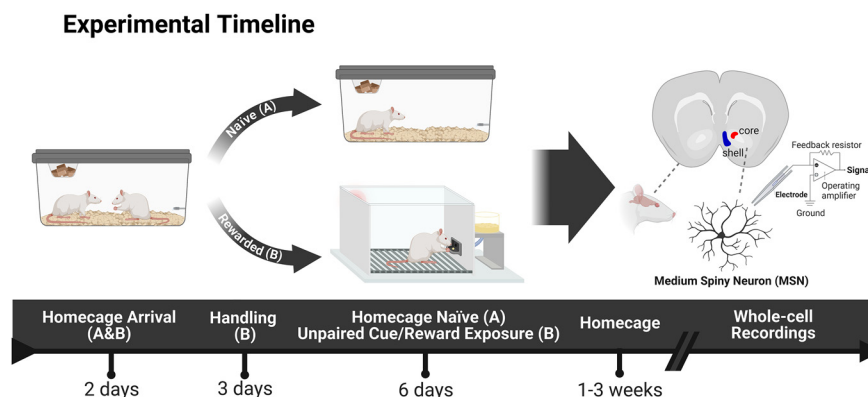 Experimental Timeline
Naïve (A)
Rewarded (B)
core
shell
Feedback resistor
Signal
Electrode
Operating
amplifier
Ground
Medium Spiny Neuron (MSN)
Homecage Arrival
(A&B)
Handling
(B)
Homecage Naïve (A)
Unpaired Cue/Reward Exposure (B)
Homecage
Whole-cell
Recordings
2 days
3 days
6 days
1-3 weeks